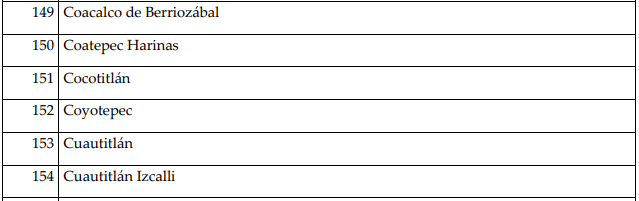 149 Coacalco de Berriozábal
150 Coatepec Harinas
151 Cocotitlán
152 Coyotepec
153 Cuautitlán
154 Cuautitlán Izcalli